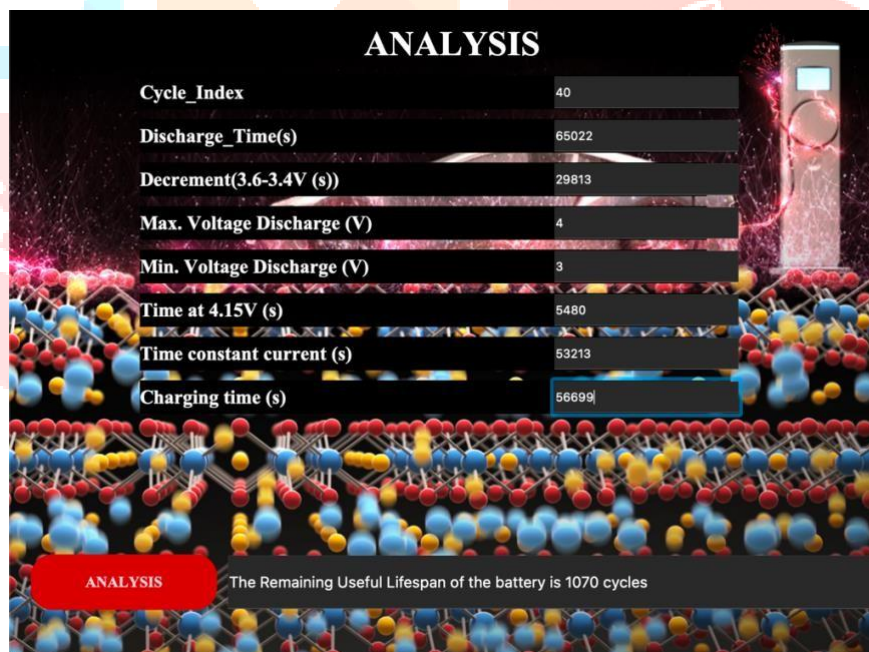 ANALYSIS
Cycle_Index 40
Discharge_Time(s) 65022
Decrement(3.6-3.4V (s)) 29813
Max. Voltage Discharge (V) 4
Min. Voltage Discharge (V) 3
Time at 4.15V (s) 5480
Time constant current (s) 53213
Charging time (s) 56699
ANALYSIS The Remaining Useful Lifespan of the battery is 1070 cycles